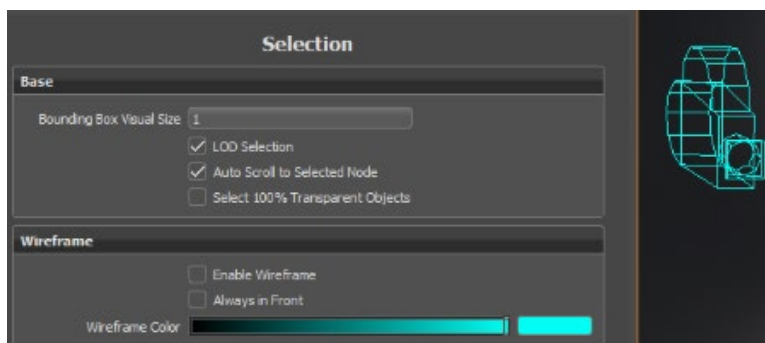 Selection
Base
Bounding Box Visual Size 1
LOD Selection
Auto Scroll to Selected Node
Select 100% Transparent Objects
Wireframe
Enable Wireframe
Always in Front
Wireframe Color